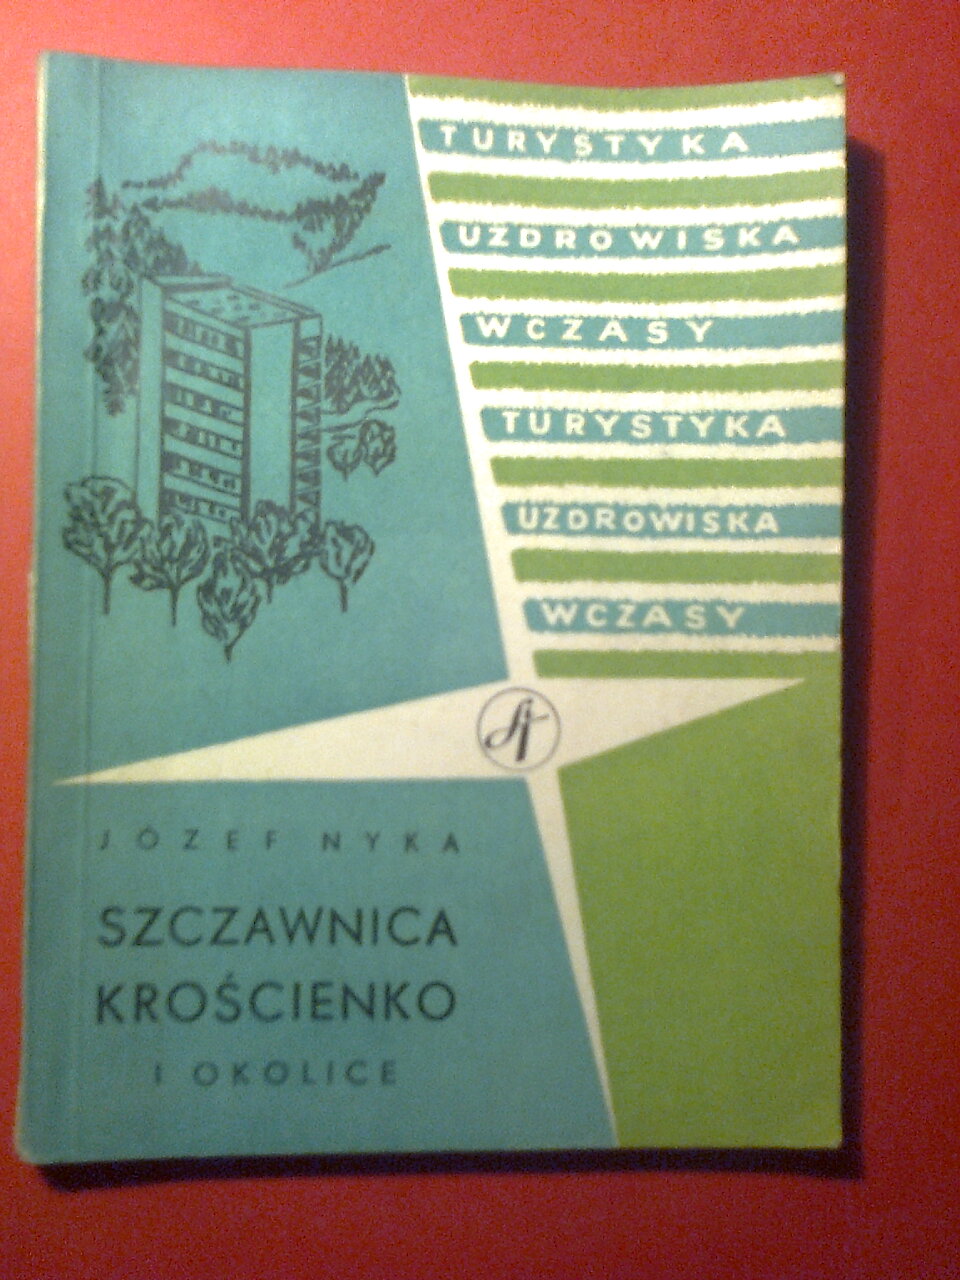 TURYSTYKA
UZDROWISKA
WCZASY
TURYSTYKA
UZDROWISKA
WCZASY
JÓZEF NYKA
SZCZAWNICA
KROŚCIENKO
I OKOLICE